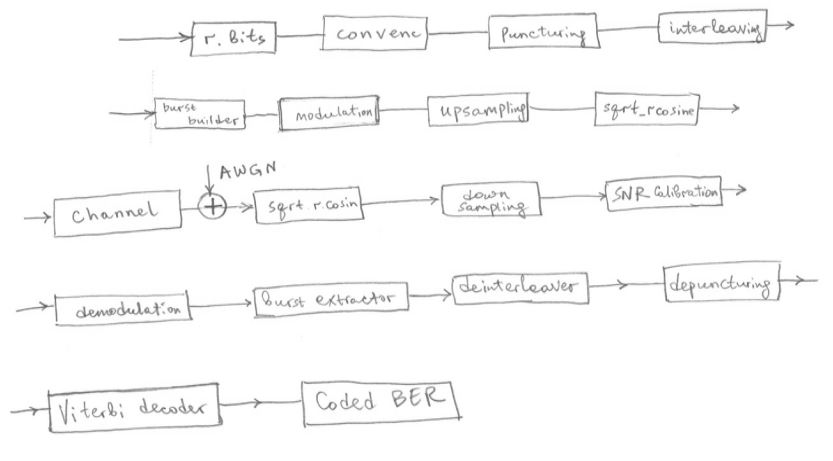 r. bits convenc puncturing interleaving
burst builder modulation upsampling sqrt_rcosine
AWGN
channel + sqrt r.cosin down sampling SNR Calibration
demodulation burst extractor deinterleaver depuncturing
Viterbi decoder Coded BER